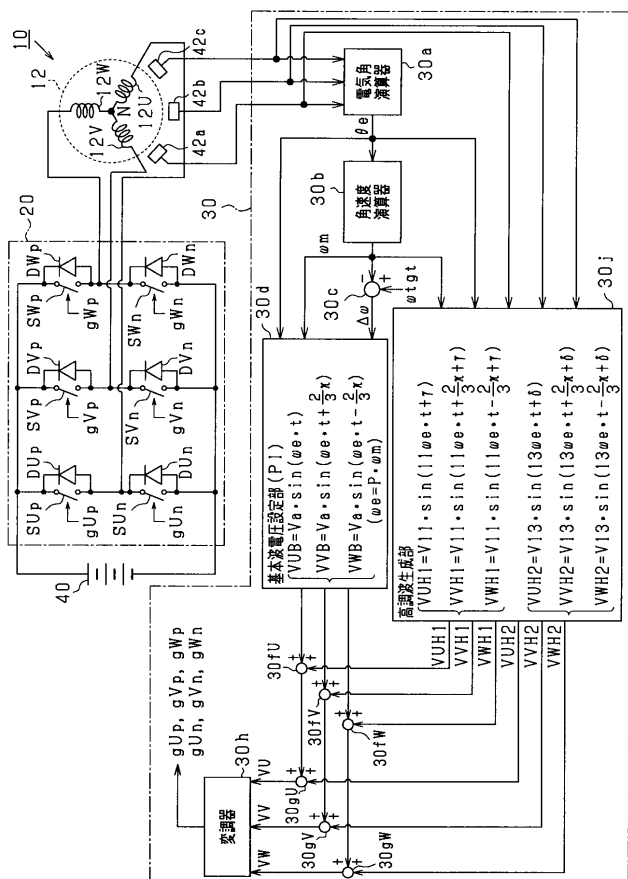 10
12
12W
12V
12U
N
42a
42b
42c
20
DWp
DWn
SWp
SWn
gWp
gWn
DVp
DVn
SVp
SVn
gVp
gVn
DUp
DUn
SUp
SUn
gUp
gUn
40
30
30a
電気角
演算器
θe
30b
角速度
演算器
ωm
30c
−
+
ωtgt
Δω
30d
基本波電圧設定部(PI)
VUB=Va･sin(ωe･t)
VVB=Va･sin(ωe･t+2/3π)
VWB=Va･sin(ωe･t-2/3π)
(ωe=P･ωm)
30j
高調波生成部
VUH1=V11･sin(11ωe･t+γ)
VVH1=V11･sin(11ωe･t+2/3π+γ)
VWH1=V11･sin(11ωe･t-2/3π+γ)
VUH2=V13･sin(13ωe･t+δ)
VVH2=V13･sin(13ωe･t+2/3π+δ)
VWH2=V13･sin(13ωe･t-2/3π+δ)
VUH1
VVH1
VWH1
VUH2
VVH2
VWH2
+ +
30fU
+ +
30fV
+ +
30fW
+ +
30gU
+ +
30gV
+ +
30gW
VU
VV
VW
30h
変調器
gUp, gVp, gWp
gUn, gVn, gWn